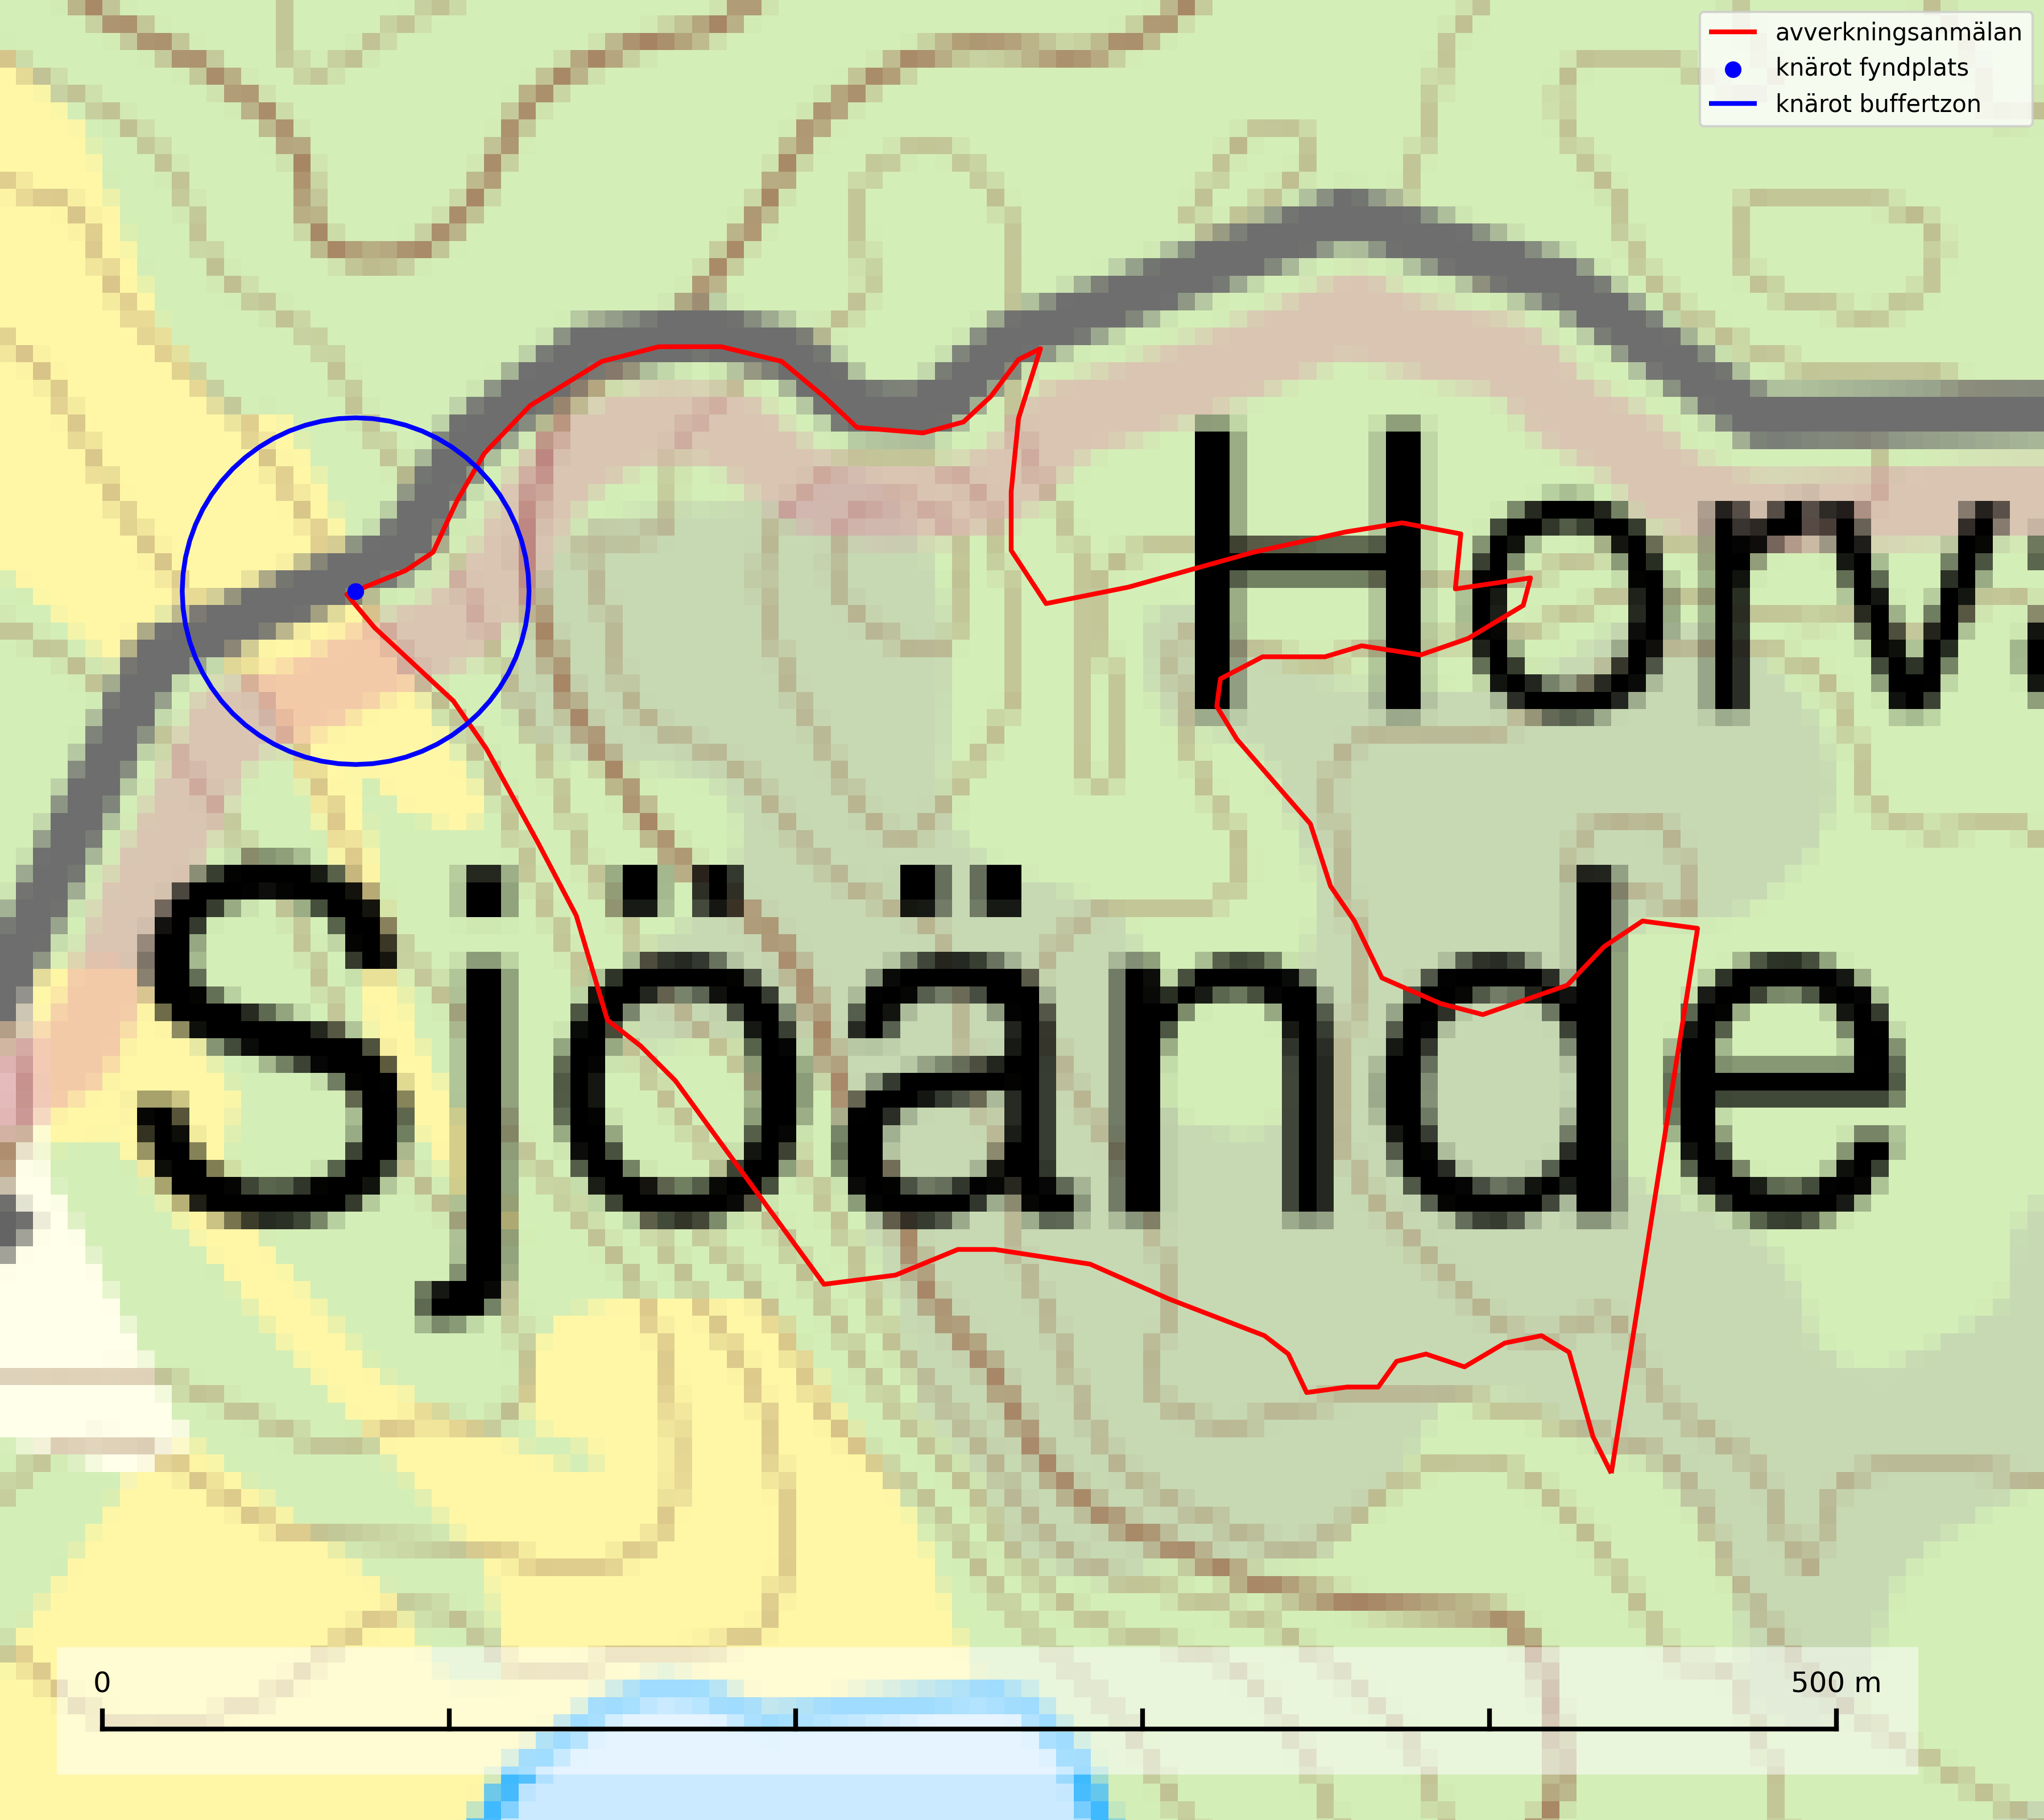 avverkningsanmälan
knärot fyndplats
knärot buffertzon
Horv
Sjöände
0 500 m